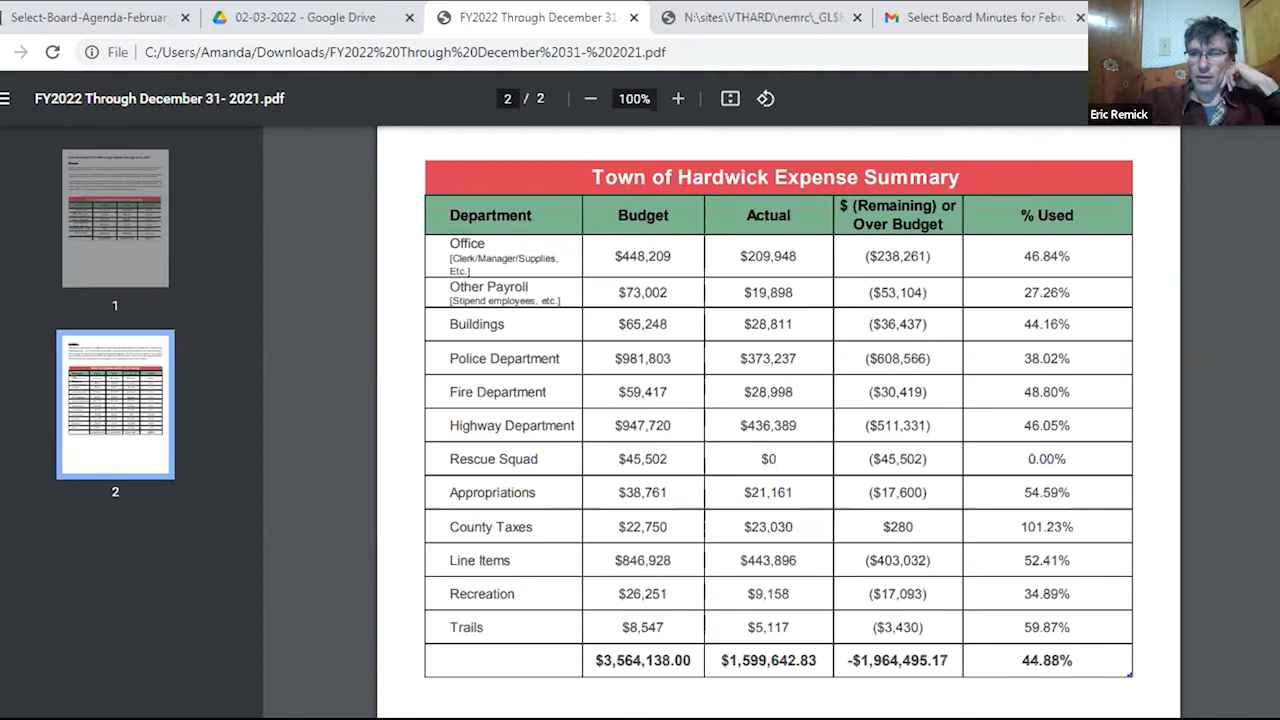 Select-Board-Agenda-Februar
02-03-2022 - Google Drive
FY2022 Through December 31-
N:\sites\VTHARD\nemrc\_GL$
Select Board Minutes for Febru
File C:/Users/Amanda/Downloads/FY2022%20Through%20December%2031-%202021.pdf
FY2022 Through December 31- 2021.pdf
2 / 2
100%
Eric Remick
1
2
Town of Hardwick Expense Summary
Department Budget Actual $ (Remaining) or Over Budget % Used
Office [Clerk/Manager/Supplies, Etc.] $448,209 $209,948 ($238,261) 46.84%
Other Payroll [Stipend employees, etc.] $73,002 $19,898 ($53,104) 27.26%
Buildings $65,248 $28,811 ($36,437) 44.16%
Police Department $981,803 $373,237 ($608,566) 38.02%
Fire Department $59,417 $28,998 ($30,419) 48.80%
Highway Department $947,720 $436,389 ($511,331) 46.05%
Rescue Squad $45,502 $0 ($45,502) 0.00%
Appropriations $38,761 $21,161 ($17,600) 54.59%
County Taxes $22,750 $23,030 $280 101.23%
Line Items $846,928 $443,896 ($403,032) 52.41%
Recreation $26,251 $9,158 ($17,093) 34.89%
Trails $8,547 $5,117 ($3,430) 59.87%
$3,564,138.00 $1,599,642.83 -$1,964,495.17 44.88%